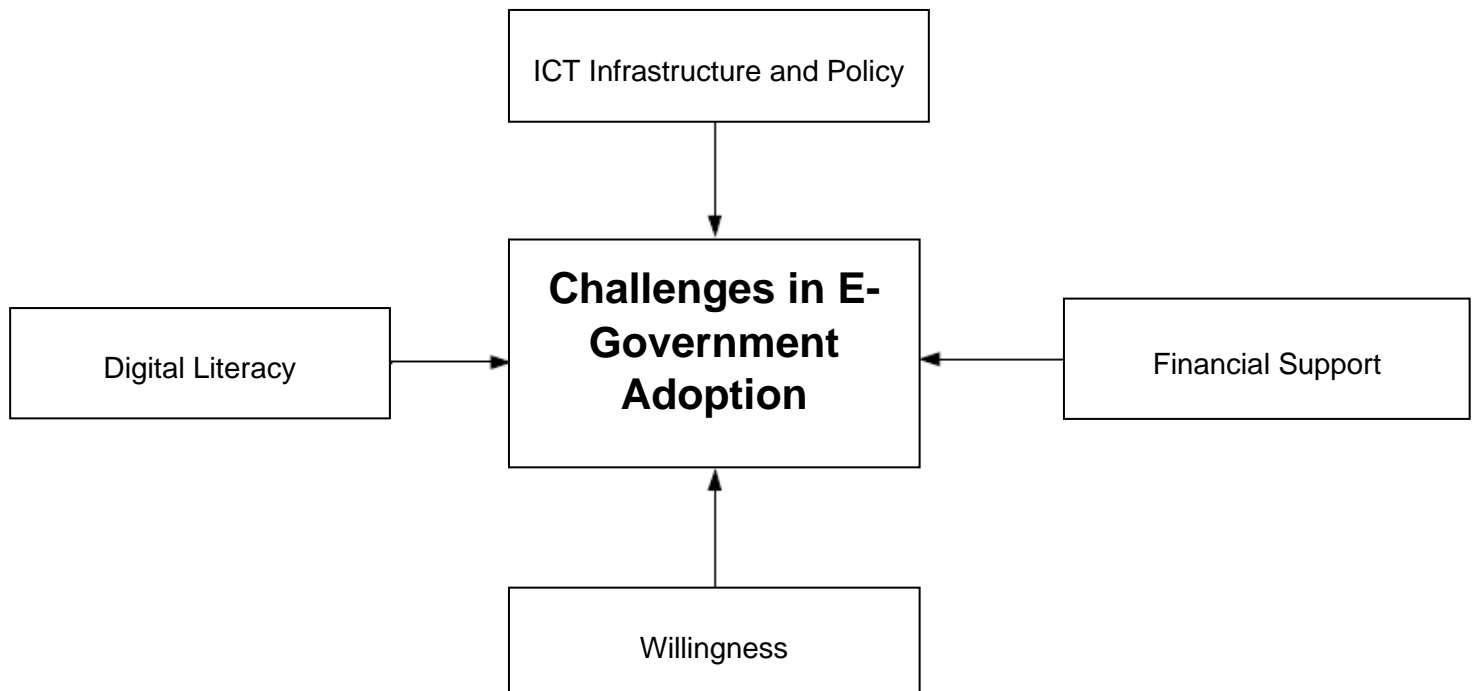 ICT Infrastructure and Policy
Challenges in E-
Government
Adoption
Digital Literacy
Financial Support
Willingness